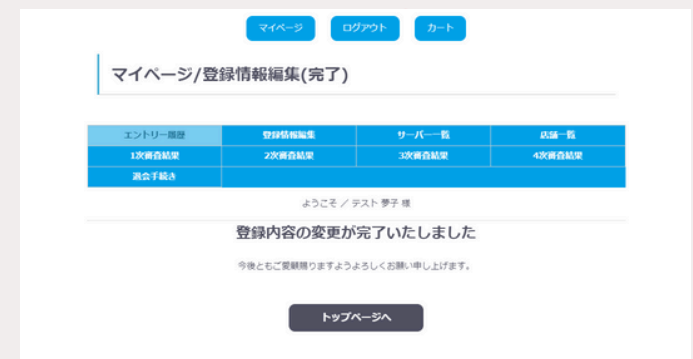 マイページ ログアウト カート
マイページ/登録情報編集(完了)
エントリー履歴 登録情報編集 サーバー一覧 店舗一覧
1次審査結果 2次審査結果 3次審査結果 4次審査結果
退会手続き
ようこそ ／ テスト 夢子 様
登録内容の変更が完了いたしました
今後ともご愛顧賜りますようよろしくお願い申し上げます。
トップページへ